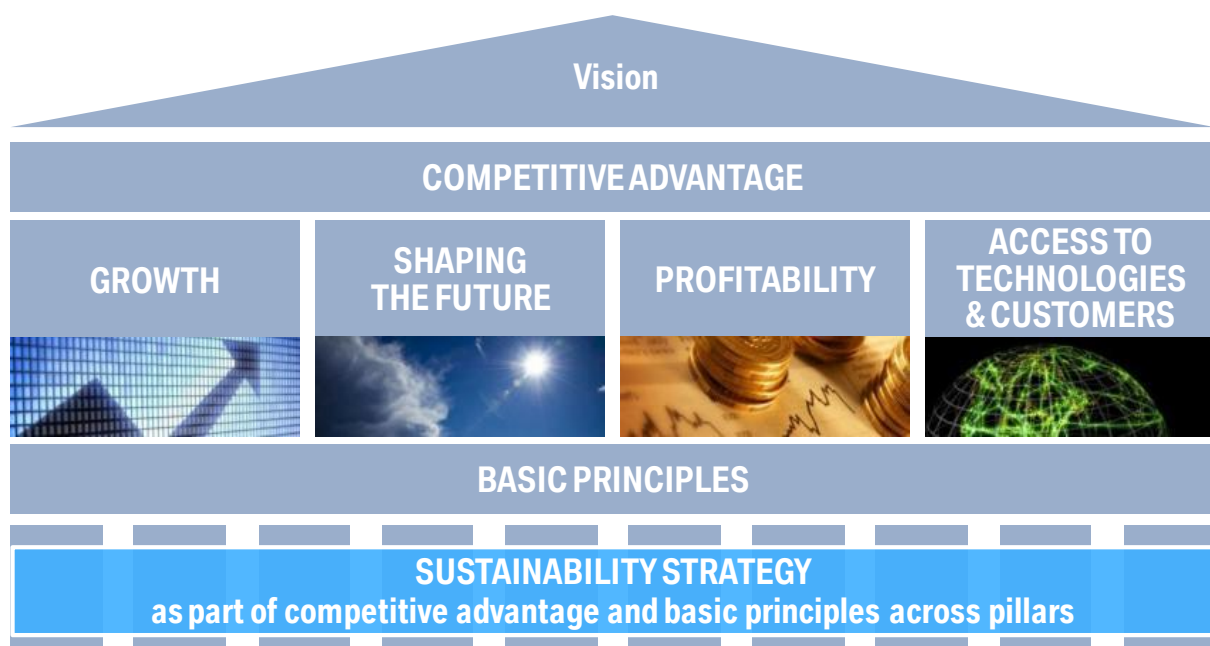 Vision
COMPETITIVE ADVANTAGE
GROWTH
SHAPING
THE FUTURE
PROFITABILITY
ACCESS TO
TECHNOLOGIES
& CUSTOMERS
BASIC PRINCIPLES
SUSTAINABILITY STRATEGY
as part of competitive advantage and basic principles across pillars